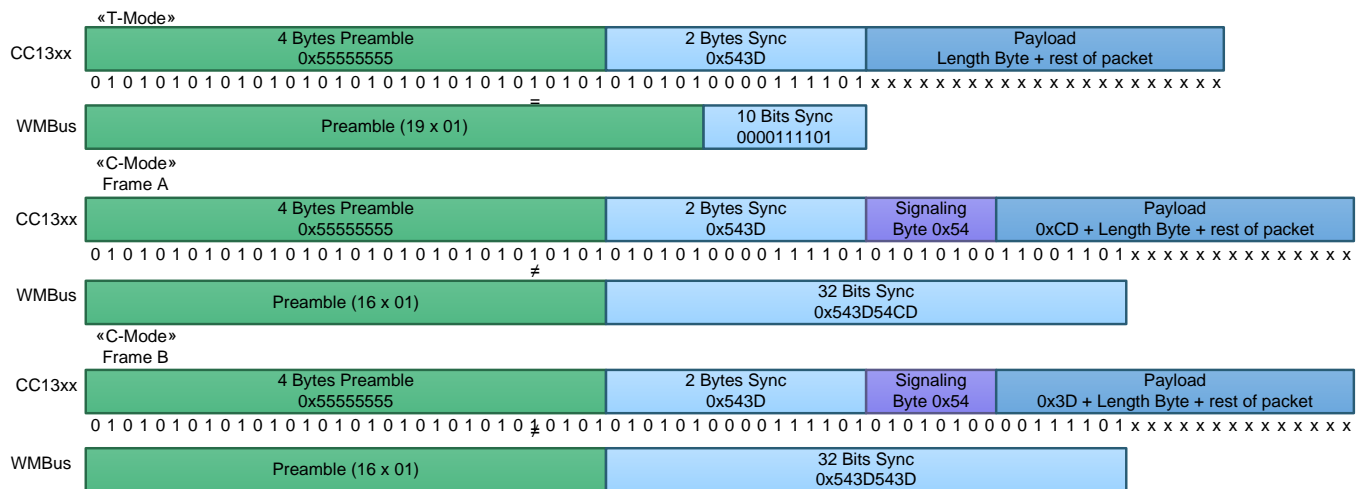 «T-Mode»
CC13xx
4 Bytes Preamble
0x55555555
2 Bytes Sync
0x543D
Payload
Length Byte + rest of packet
0 1 0 1 0 1 0 1 0 1 0 1 0 1 0 1 0 1 0 1 0 1 0 1 0 1 0 1 0 1 0 1 0 1 0 1 0 1 0 0 0 0 1 1 1 1 0 1 x x x x x x x x x x x x x x x x x x x x x x
=
WMBus
Preamble (19 x 01)
10 Bits Sync
0000111101
«C-Mode»
Frame A
CC13xx
4 Bytes Preamble
0x55555555
2 Bytes Sync
0x543D
Signaling
Byte 0x54
Payload
0xCD + Length Byte + rest of packet
0 1 0 1 0 1 0 1 0 1 0 1 0 1 0 1 0 1 0 1 0 1 0 1 0 1 0 1 0 1 0 1 0 1 0 1 0 1 0 0 0 0 1 1 1 1 0 1 0 1 0 1 0 1 0 0 1 1 0 0 1 1 0 1 x x x x x x x x x x x x x x
≠
WMBus
Preamble (16 x 01)
32 Bits Sync
0x543D54CD
«C-Mode»
Frame B
CC13xx
4 Bytes Preamble
0x55555555
2 Bytes Sync
0x543D
Signaling
Byte 0x54
Payload
0x3D + Length Byte + rest of packet
0 1 0 1 0 1 0 1 0 1 0 1 0 1 0 1 0 1 0 1 0 1 0 1 0 1 0 1 0 1 0 1 0 1 0 1 0 1 0 0 0 0 1 1 1 1 0 1 0 1 0 1 0 1 0 0 0 0 1 1 1 1 0 1 x x x x x x x x x x x x x x
≠
WMBus
Preamble (16 x 01)
32 Bits Sync
0x543D543D